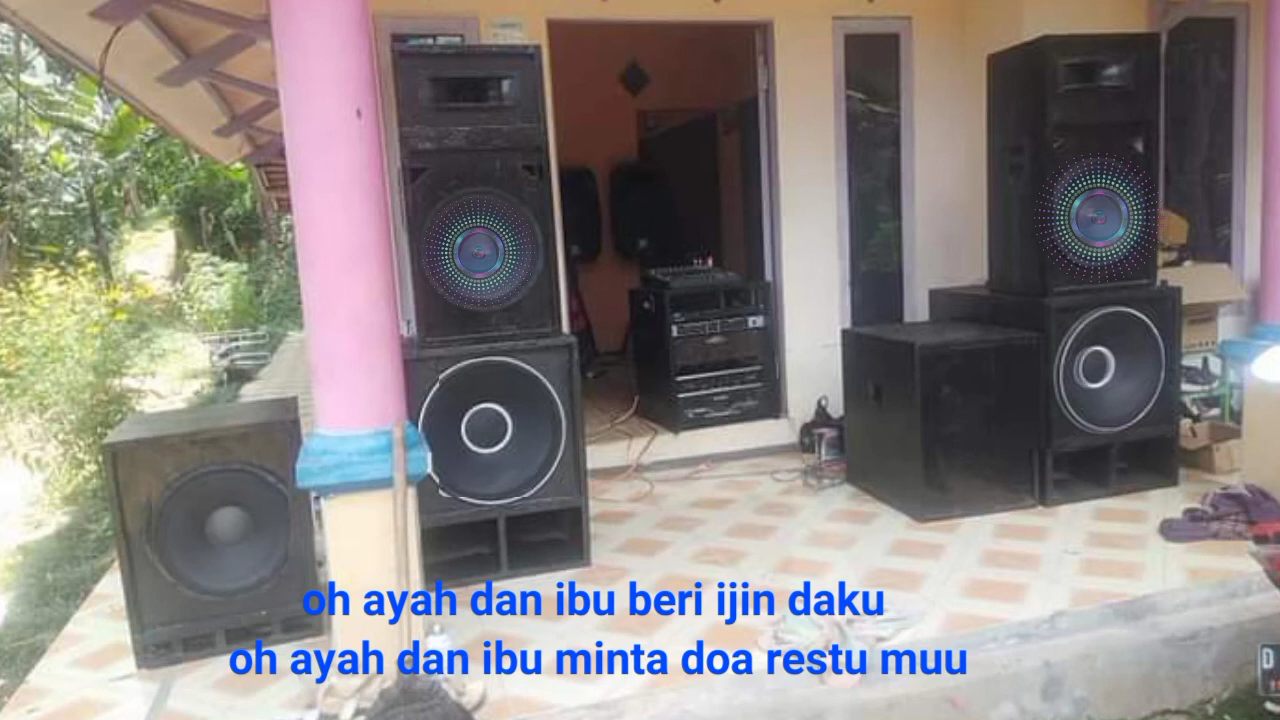 oh ayah dan ibu beri ijin daku
oh ayah dan ibu minta doa restu muu
D